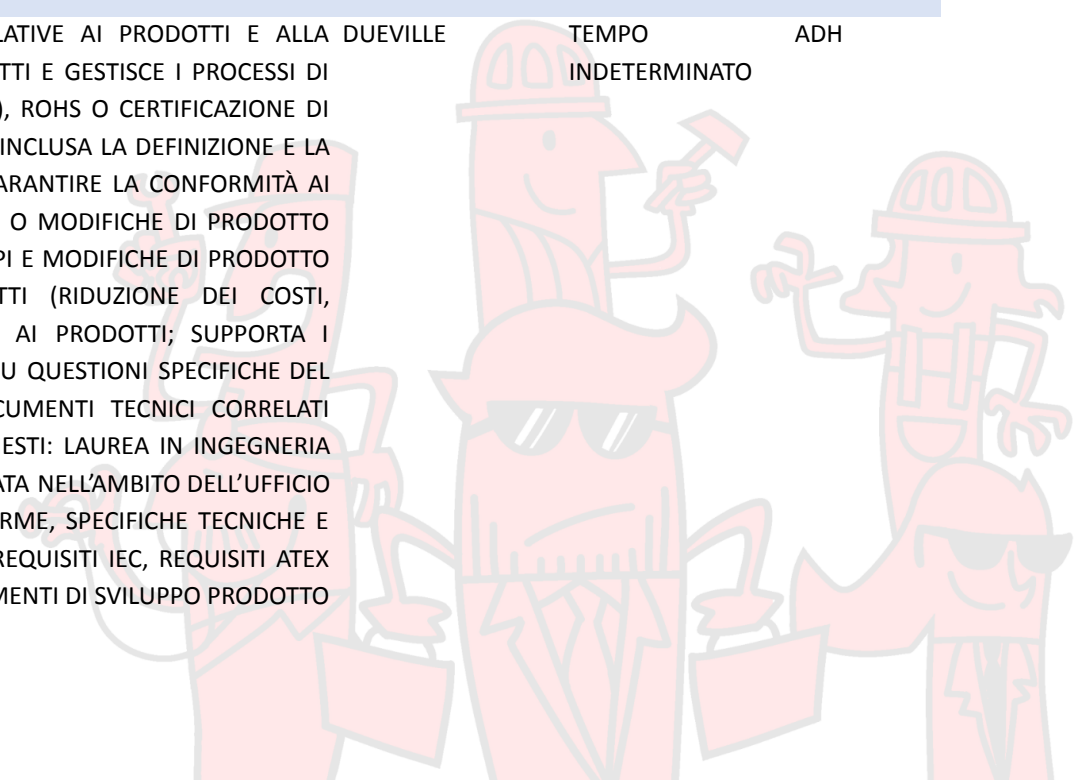 LATIVE AI PRODOTTI E ALLA DUEVILLE TEMPO ADH
TTI E GESTISCE I PROCESSI DI INDETERMINATO
), ROHS O CERTIFICAZIONE DI
INCLUSA LA DEFINIZIONE E LA
ARANTIRE LA CONFORMITÀ AI
O MODIFICHE DI PRODOTTO
PI E MODIFICHE DI PRODOTTO
TTI (RIDUZIONE DEI COSTI,
AI PRODOTTI; SUPPORTA I
U QUESTIONI SPECIFICHE DEL
CUMENTI TECNICI CORRELATI
ESTI: LAUREA IN INGEGNERIA
ATA NELL'AMBITO DELL'UFFICIO
RME, SPECIFICHE TECNICHE E
REQUISITI IEC, REQUISITI ATEX
MENTI DI SVILUPPO PRODOTTO